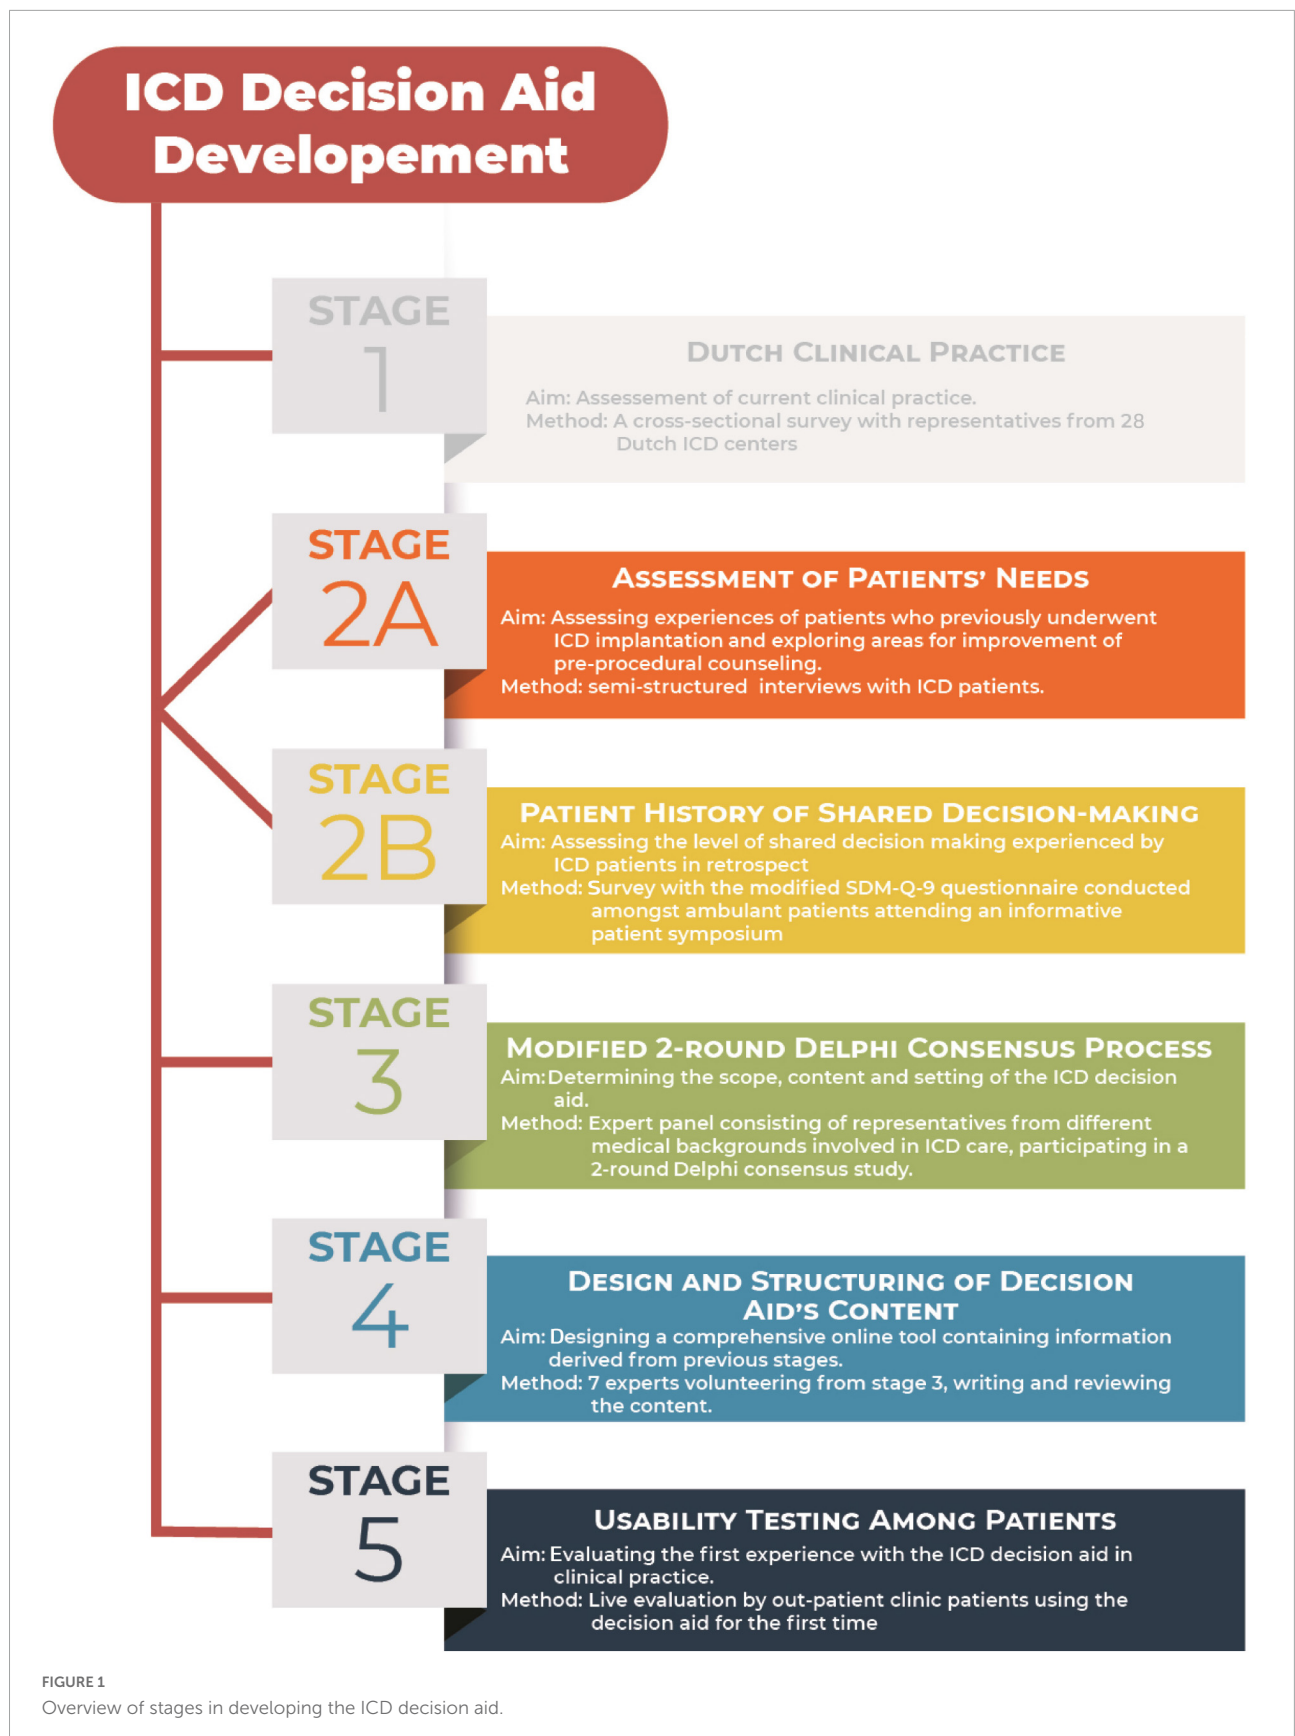 ICD Decision Aid
Developement
STAGE
1
DUTCH CLINICAL PRACTICE
Aim: Assessement of current clinical practice.
Method: A cross-sectional survey with representatives from 28
Dutch ICD centers
STAGE
2A
ASSESSMENT OF PATIENTS' NEEDS
Aim: Assessing experiences of patients who previously underwent
ICD implantation and exploring areas for improvement of
pre-procedural counseling.
Method: semi-structured interviews with ICD patients.
STAGE
2B
PATIENT HISTORY OF SHARED DECISION-MAKING
Aim: Assessing the level of shared decision making experienced by
ICD patients in retrospect
Method: Survey with the modified SDM-Q-9 questionnaire conducted
amongst ambulant patients attending an informative
patient symposium
STAGE
3
MODIFIED 2-ROUND DELPHI CONSENSUS PROCESS
Aim: Determining the scope, content and setting of the ICD decision
aid.
Method: Expert panel consisting of representatives from different
medical backgrounds involved in ICD care, participating in a
2-round Delphi consensus study.
STAGE
4
DESIGN AND STRUCTURING OF DECISION
AID'S CONTENT
Aim: Designing a comprehensive online tool containing information
derived from previous stages.
Method: 7 experts volunteering from stage 3, writing and reviewing
the content.
STAGE
5
USABILITY TESTING AMONG PATIENTS
Aim: Evaluating the first experience with the ICD decision aid in
clinical practice.
Method: Live evaluation by out-patient clinic patients using the
decision aid for the first time
FIGURE 1
Overview of stages in developing the ICD decision aid.